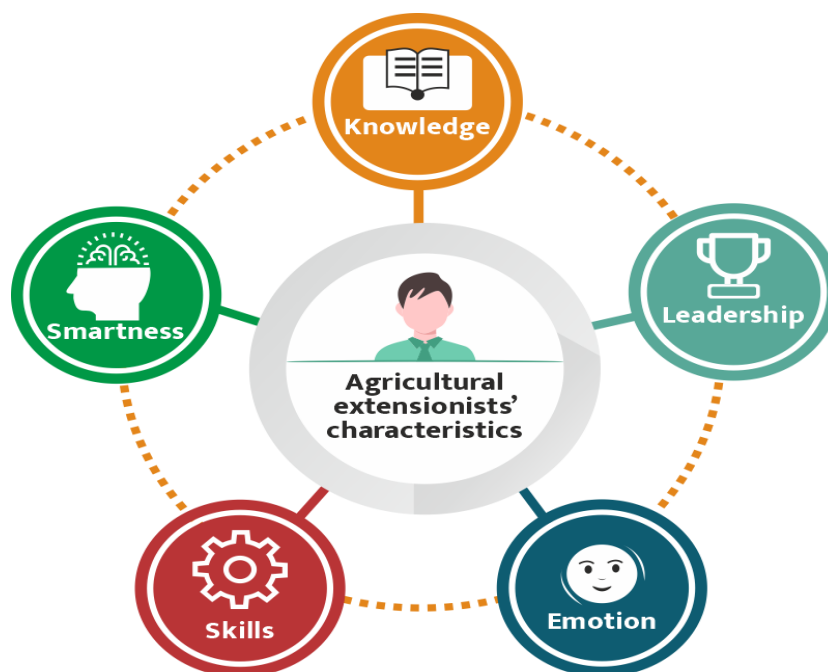 Knowledge
Leadership
Smartness
Agricultural
extensionists’
characteristics
Skills
Emotion